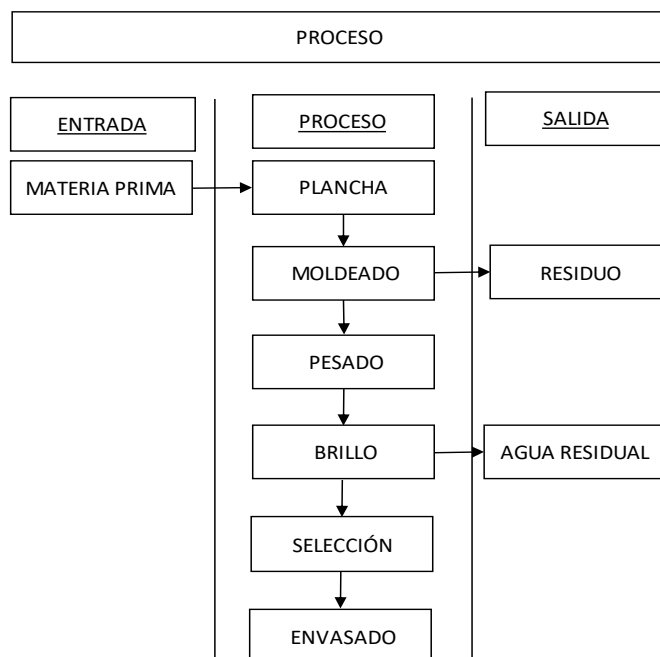 PROCESO
ENTRADA
PROCESO
SALIDA
MATERIA PRIMA
PLANCHA
MOLDEADO
RESIDUO
PESADO
BRILLO
AGUA RESIDUAL
SELECCIÓN
ENVASADO